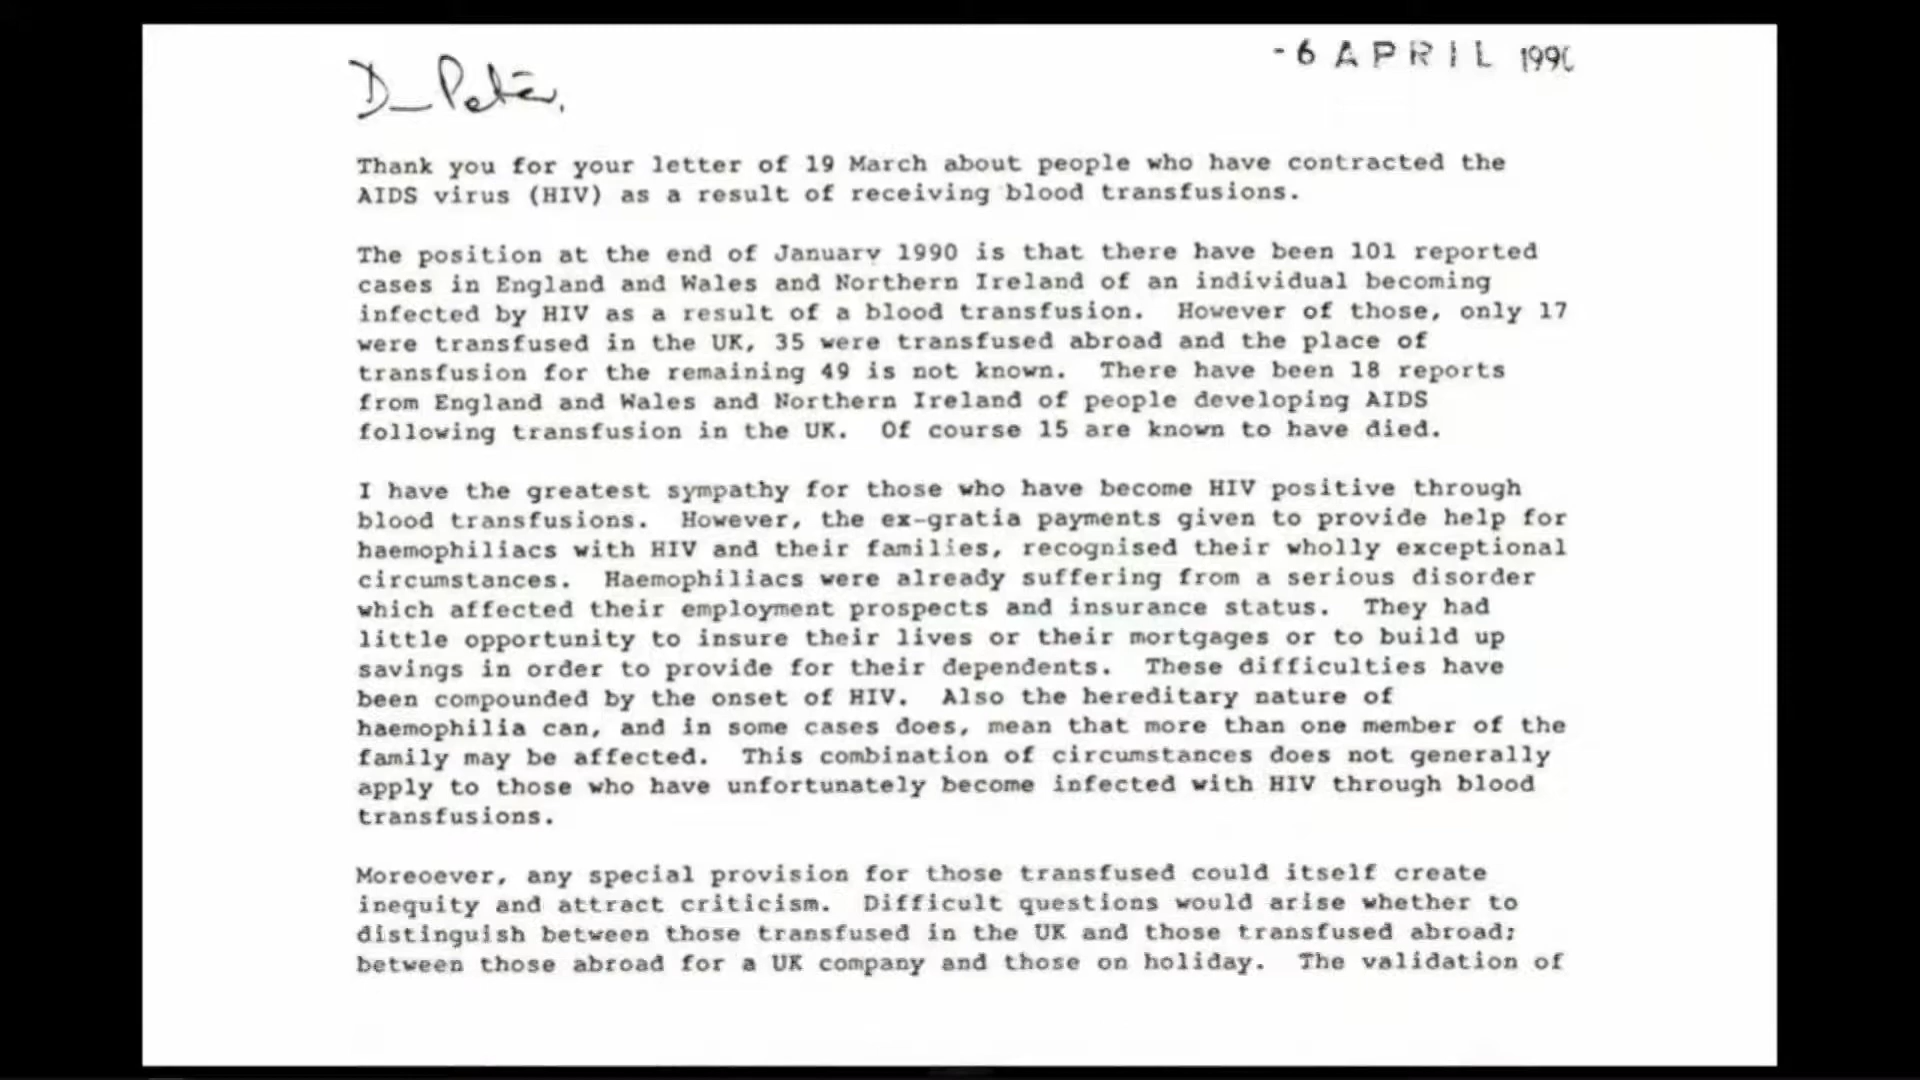 -6 APRIL 1990
D— Peter,
Thank you for your letter of 19 March about people who have contracted the
AIDS virus (HIV) as a result of receiving blood transfusions.
The position at the end of January 1990 is that there have been 101 reported
cases in England and Wales and Northern Ireland of an individual becoming
infected by HIV as a result of a blood transfusion. However of those, only 17
were transfused in the UK, 35 were transfused abroad and the place of
transfusion for the remaining 49 is not known. There have been 18 reports
from England and Wales and Northern Ireland of people developing AIDS
following transfusion in the UK. Of course 15 are known to have died.
I have the greatest sympathy for those who have become HIV positive through
blood transfusions. However, the ex-gratia payments given to provide help for
haemophiliacs with HIV and their families, recognised their wholly exceptional
circumstances. Haemophiliacs were already suffering from a serious disorder
which affected their employment prospects and insurance status. They had
little opportunity to insure their lives or their mortgages or to build up
savings in order to provide for their dependents. These difficulties have
been compounded by the onset of HIV. Also the hereditary nature of
haemophilia can, and in some cases does, mean that more than one member of the
family may be affected. This combination of circumstances does not generally
apply to those who have unfortunately become infected with HIV through blood
transfusions.
Moreoever, any special provision for those transfused could itself create
inequity and attract criticism. Difficult questions would arise whether to
distinguish between those transfused in the UK and those transfused abroad;
between those abroad for a UK company and those on holiday. The validation of